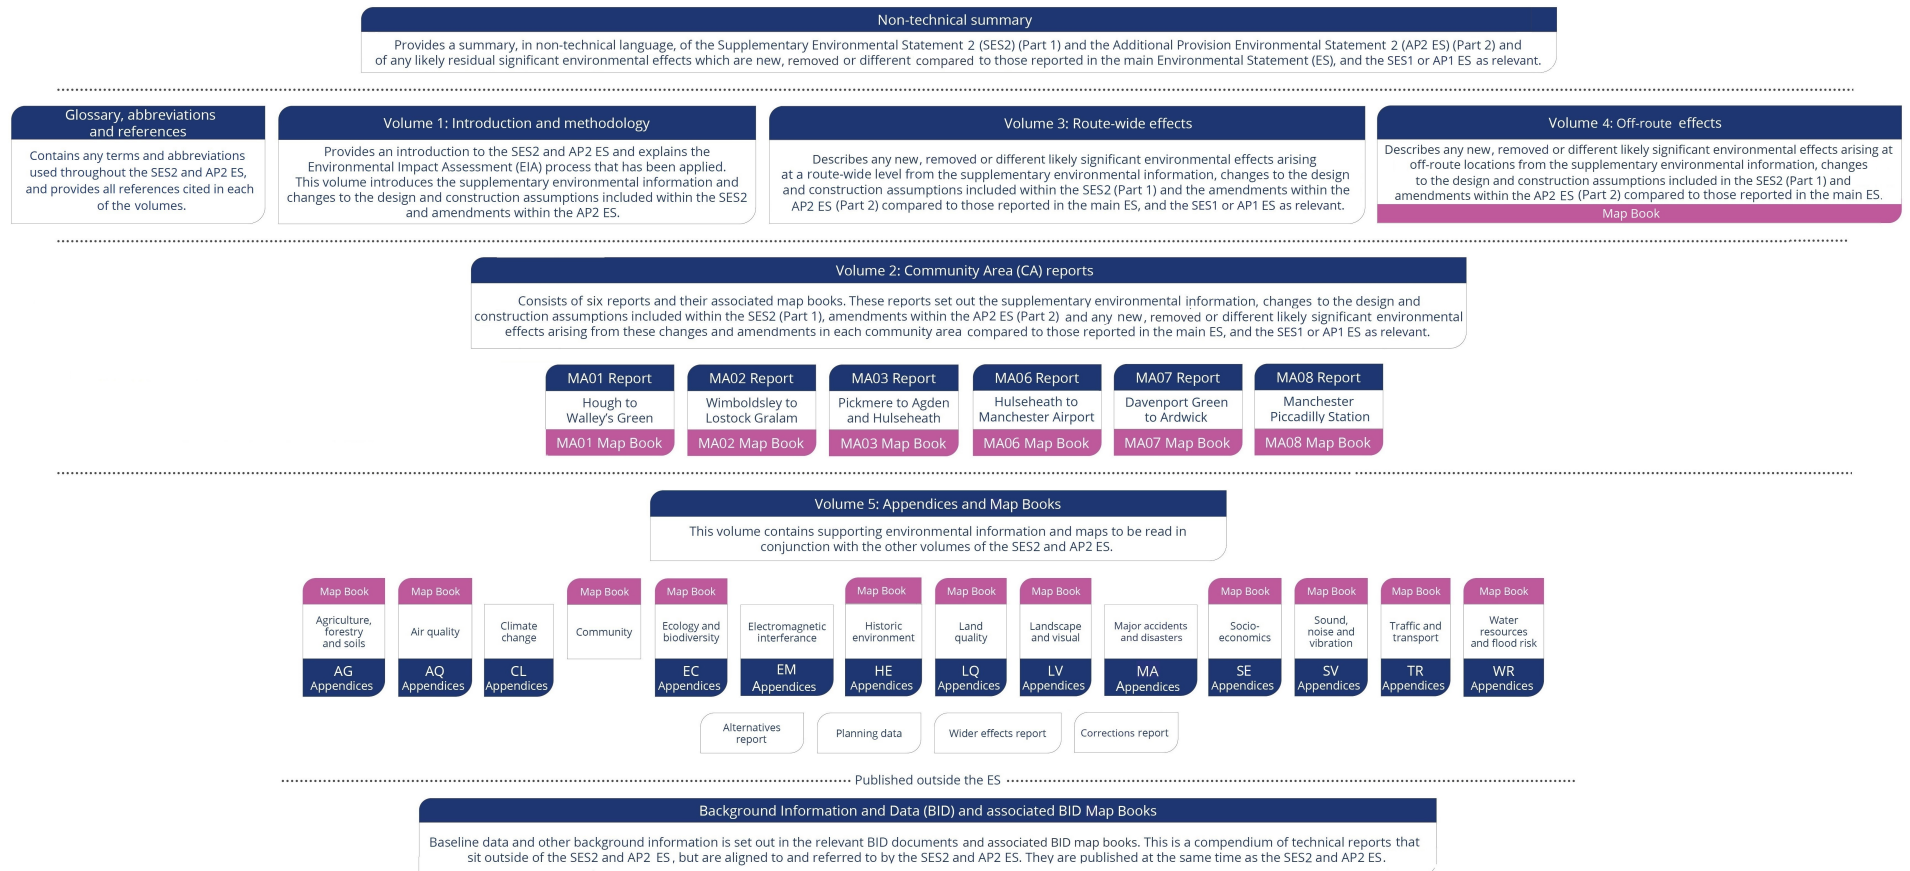 Non-technical summary
Provides a summary, in non-technical language, of the Supplementary Environmental Statement 2 (SES2) (Part 1) and the Additional Provision Environmental Statement 2 (AP2 ES) (Part 2) and
of any likely residual significant environmental effects which are new, removed or different compared to those reported in the main Environmental Statement (ES), and the SES1 or AP1 ES as relevant.
Glossary, abbreviations
and references
Contains any terms and abbreviations
used throughout the SES2 and AP2 ES,
and provides all references cited in each
of the volumes.
Volume 1: Introduction and methodology
Provides an introduction to the SES2 and AP2 ES and explains the
Environmental Impact Assessment (EIA) process that has been applied.
This volume introduces the supplementary environmental information and
changes to the design and construction assumptions included within the SES2
and amendments within the AP2 ES.
Volume 3: Route-wide effects
Describes any new, removed or different likely significant environmental effects arising
at a route-wide level from the supplementary environmental information, changes to the design
and construction assumptions included within the SES2 (Part 1) and the amendments within the
AP2 ES (Part 2) compared to those reported in the main ES, and the SES1 or AP1 ES as relevant.
Volume 4: Off-route effects
Describes any new, removed or different likely significant environmental effects arising at
off-route locations from the supplementary environmental information, changes
to the design and construction assumptions included in the SES2 (Part 1) and
amendments within the AP2 ES (Part 2) compared to those reported in the main ES.
Map Book
Volume 2: Community Area (CA) reports
Consists of six reports and their associated map books. These reports set out the supplementary environmental information, changes to the design and
construction assumptions included within the SES2 (Part 1), amendments within the AP2 ES (Part 2) and any new, removed or different likely significant environmental
effects arising from these changes and amendments in each community area compared to those reported in the main ES, and the SES1 or AP1 ES as relevant.
MA01 Report
Hough to
Walley's Green
MA01 Map Book
MA02 Report
Wimboldsley to
Lostock Gralam
MA02 Map Book
MA03 Report
Pickmere to Agden
and Hulseheath
MA03 Map Book
MA06 Report
Hulseheath to
Manchester Airport
MA06 Map Book
MA07 Report
Davenport Green
to Ardwick
MA07 Map Book
MA08 Report
Manchester
Piccadilly Station
MA08 Map Book
Volume 5: Appendices and Map Books
This volume contains supporting environmental information and maps to be read in
conjunction with the other volumes of the SES2 and AP2 ES.
Map Book
Agriculture,
forestry
and soils
AG
Appendices
Map Book
Air quality
AQ
Appendices
Climate
change
CL
Appendices
Map Book
Community
Map Book
Ecology and
biodiversity
EC
Appendices
Electromagnetic
interferance
EM
Appendices
Map Book
Historic
environment
HE
Appendices
Map Book
Land
quality
LQ
Appendices
Map Book
Landscape
and visual
LV
Appendices
Major accidents
and disasters
MA
Appendices
Map Book
Socio-
economics
SE
Appendices
Map Book
Sound,
noise and
vibration
SV
Appendices
Map Book
Traffic and
transport
TR
Appendices
Map Book
Water
resources
and flood risk
WR
Appendices
Alternatives
report
Planning data
Wider effects report
Corrections report
Published outside the ES
Background Information and Data (BID) and associated BID Map Books
Baseline data and other background information is set out in the relevant BID documents and associated BID map books. This is a compendium of technical reports that
sit outside of the SES2 and AP2 ES, but are aligned to and referred to by the SES2 and AP2 ES. They are published at the same time as the SES2 and AP2 ES.